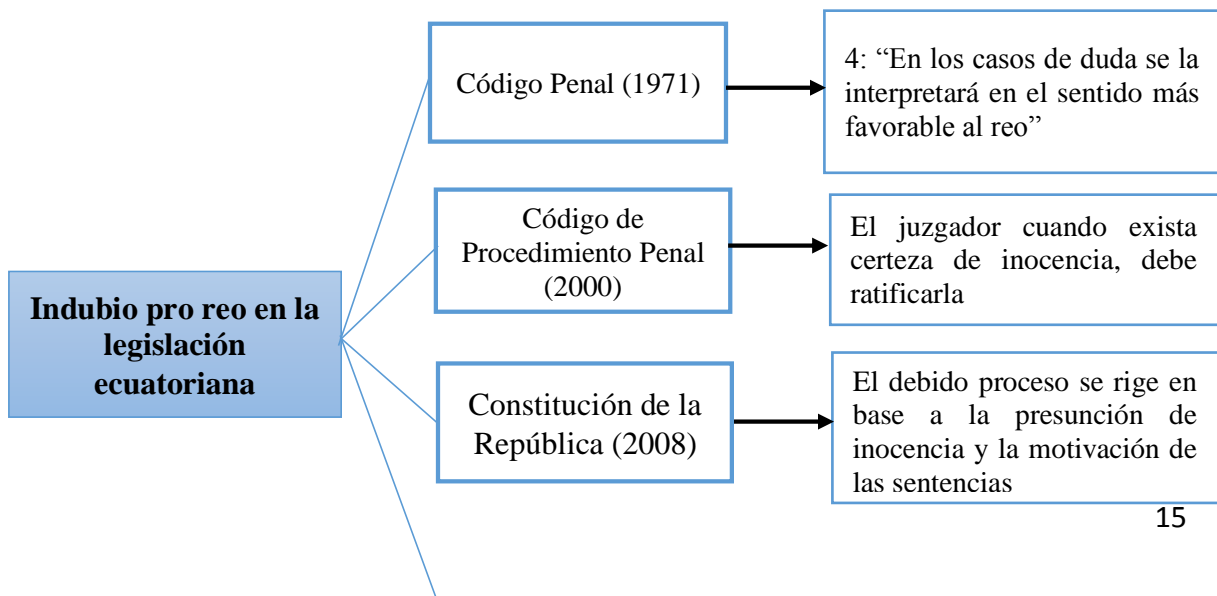 Indubio pro reo en la
legislación
ecuatoriana
Código Penal (1971)
4: “En los casos de duda se la
interpretará en el sentido más
favorable al reo”
Código de
Procedimiento Penal
(2000)
El juzgador cuando exista
certeza de inocencia, debe
ratificarla
Constitución de la
República (2008)
El debido proceso se rige en
base a la presunción de
inocencia y la motivación de
las sentencias
15